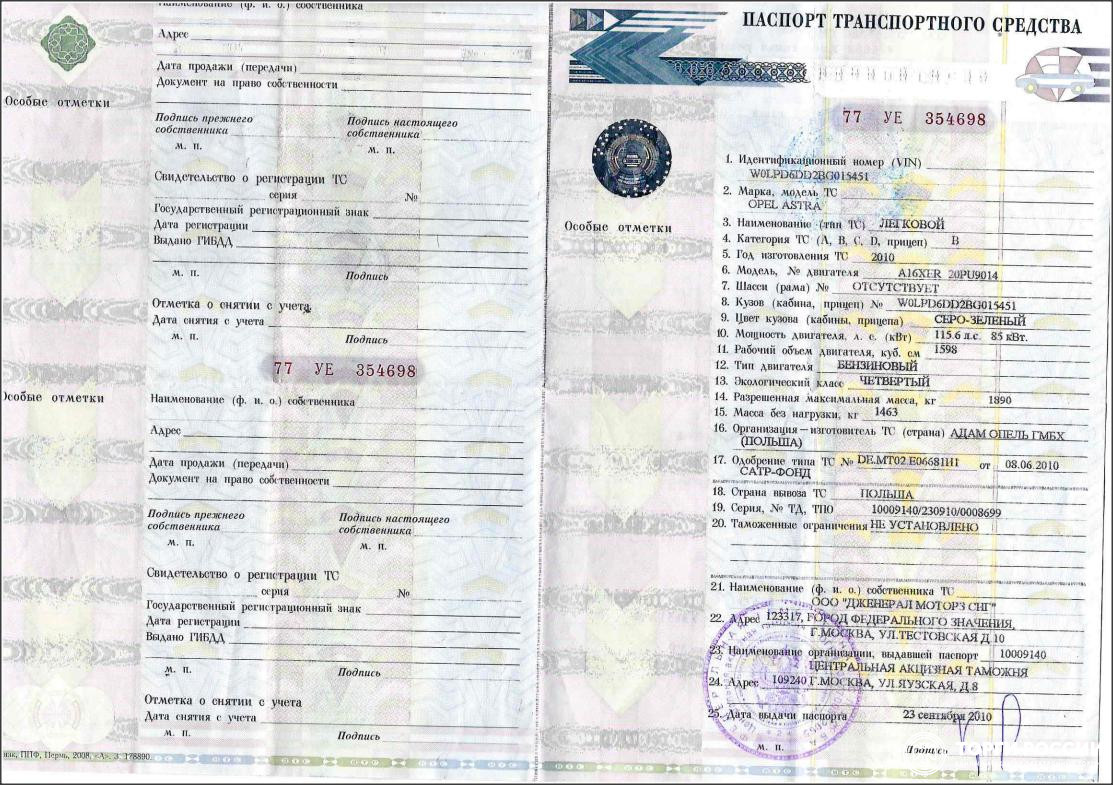 Наименование (ф. и. о.) собственника
Адрес
Дата продажи (передачи)
Документ на право собственности
Особые отметки
Подпись прежнего собственника
Подпись настоящего собственника
м. п.
м. п.
Свидетельство о регистрации ТС
серия
№
Государственный регистрационный знак
Дата регистрации
Выдано ГИБДД
м. п.
Подпись
Отметка о снятии с учета
Дата снятия с учета
м. п.
Подпись
77 УЕ 354698
Особые отметки
Наименование (ф. и. о.) собственника
Адрес
Дата продажи (передачи)
Документ на право собственности
Подпись прежнего собственника
Подпись настоящего собственника
м. п.
м. п.
Свидетельство о регистрации ТС
серия
№
Государственный регистрационный знак
Дата регистрации
Выдано ГИБДД
м. п.
Подпись
Отметка о снятии с учета
Дата снятия с учета
м. п.
Подпись
ППФ, Пермь, 2008, «А», З. 178890.
ПАСПОРТ ТРАНСПОРТНОГО СРЕДСТВА
77 УЕ 354698
Особые отметки
1. Идентификационный номер (VIN)
W0LPD6DD2BG015451
2. Марка, модель ТС
OPEL ASTRA
3. Наименование (тип ТС) ЛЕГКОВОЙ
4. Категория ТС (А, В, С, D, прицеп) В
5. Год изготовления ТС 2010
6. Модель, № двигателя A16XER 20PU9014
7. Шасси (рама) № ОТСУТСТВУЕТ
8. Кузов (кабина, прицеп) № W0LPD6DD2BG015451
9. Цвет кузова (кабины, прицепа) СЕРО-ЗЕЛЕНЫЙ
10. Мощность двигателя, л. с. (кВт) 115.6 л.с. 85 кВт.
11. Рабочий объем двигателя, куб. см 1598
12. Тип двигателя БЕНЗИНОВЫЙ
13. Экологический класс ЧЕТВЕРТЫЙ
14. Разрешенная максимальная масса, кг 1890
15. Масса без нагрузки, кг 1463
16. Организация — изготовитель ТС (страна) АДАМ ОПЕЛЬ ГМБХ
(ПОЛЬША)
17. Одобрение типа ТС № DE.MT02.E06681И1 от 08.06.2010
САТР-ФОНД
18. Страна вывоза ТС ПОЛЬША
19. Серия, № ТД, ТПО 10009140/230910/0008699
20. Таможенные ограничения НЕ УСТАНОВЛЕНО
21. Наименование (ф. и. о.) собственника ТС
ООО "ДЖЕНЕРАЛ МОТОРЗ СНГ"
22. Адрес 123317, ГОРОД ФЕДЕРАЛЬНОГО ЗНАЧЕНИЯ,
Г.МОСКВА, УЛ.ТЕСТОВСКАЯ Д 10
23. Наименование организации, выдавшей паспорт 10009140
ЦЕНТРАЛЬНАЯ АКЦИЗНАЯ ТАМОЖНЯ
24. Адрес 109240 Г.МОСКВА, УЛ ЯУЗСКАЯ, Д.8
25. Дата выдачи паспорта 23 сентября 2010
м. п.
Подпись